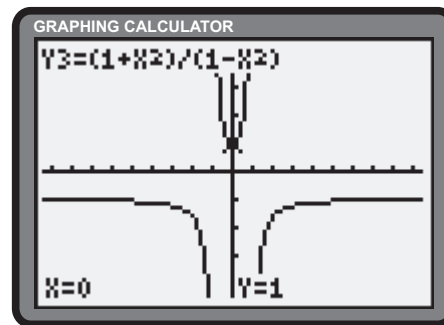 GRAPHING CALCULATOR
Y3=(1+X²)/(1-X²)
X=0 Y=1